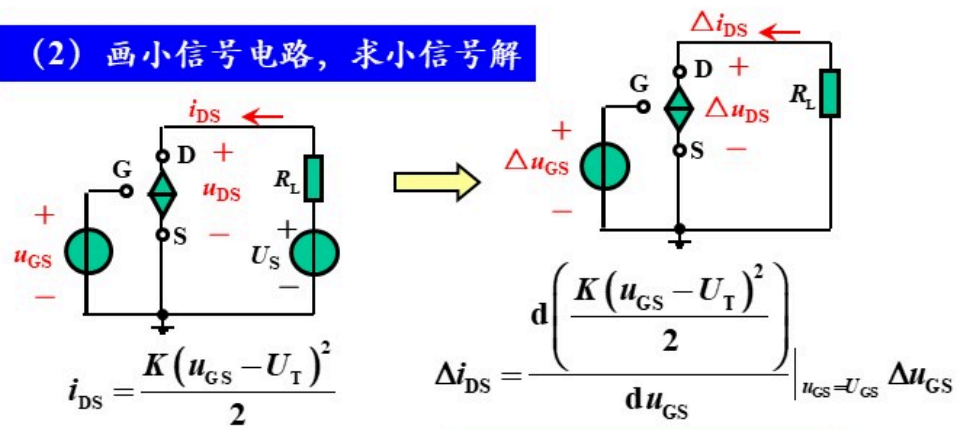 (2) 画小信号电路，求小信号解
i_DS
G
D +
u_DS
S −
R_L
+
u_GS
−
+
U_S
−
i_DS = K(u_GS − U_T)² / 2
△i_DS
G
D +
△u_DS
S −
R_L
+
△u_GS
−
Δi_DS = d(K(u_GS − U_T)² / 2) / du_GS |_{u_GS=U_GS} Δu_GS